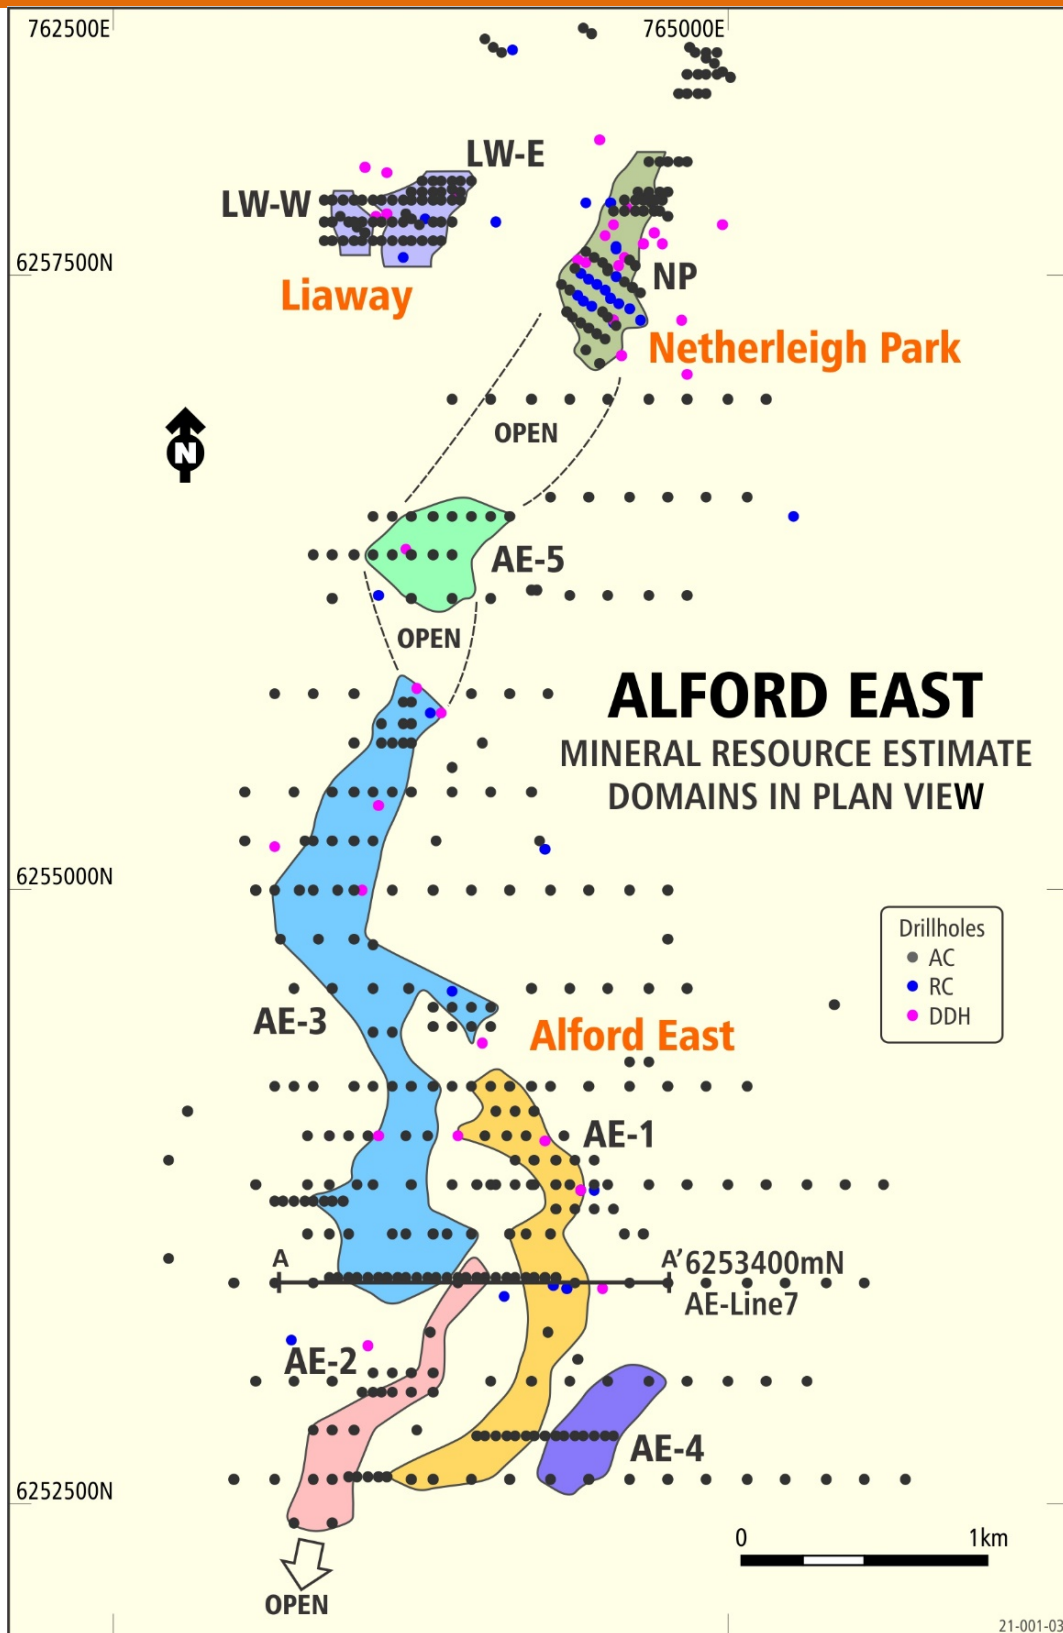 762500E
765000E
LW-E
LW-W
6257500N
NP
Liaway
Netherleigh Park
OPEN
N
AE-5
OPEN
ALFORD EAST
MINERAL RESOURCE ESTIMATE
DOMAINS IN PLAN VIEW
6255000N
Drillholes
AC
RC
DDH
AE-3
Alford East
AE-1
A
A'
6253400mN
AE-Line7
AE-2
AE-4
6252500N
0 1km
OPEN
21-001-03